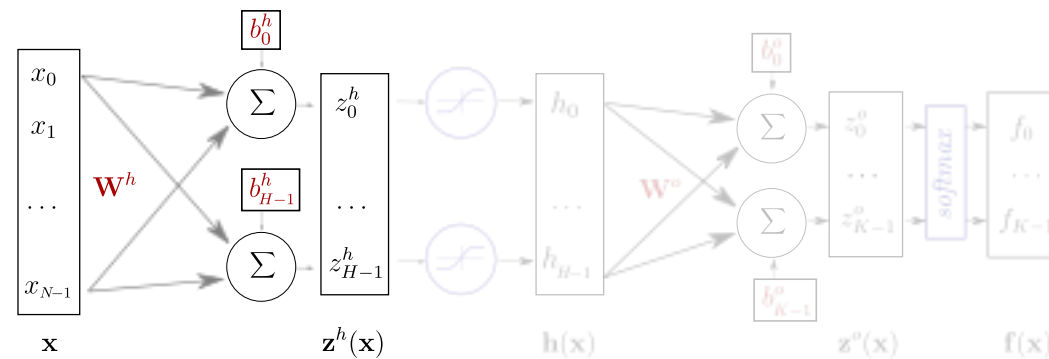 b_0^h
x_0
x_1
...
x_{N-1}
W^h
Σ
b_{H-1}^h
Σ
z_0^h
...
z_{H-1}^h
h_0
...
h_{H-1}
W^o
b_0^o
Σ
Σ
b_{K-1}^o
z_0^o
...
z_{K-1}^o
softmax
f_0
...
f_{K-1}
x
z^h(x)
h(x)
z^o(x)
f(x)